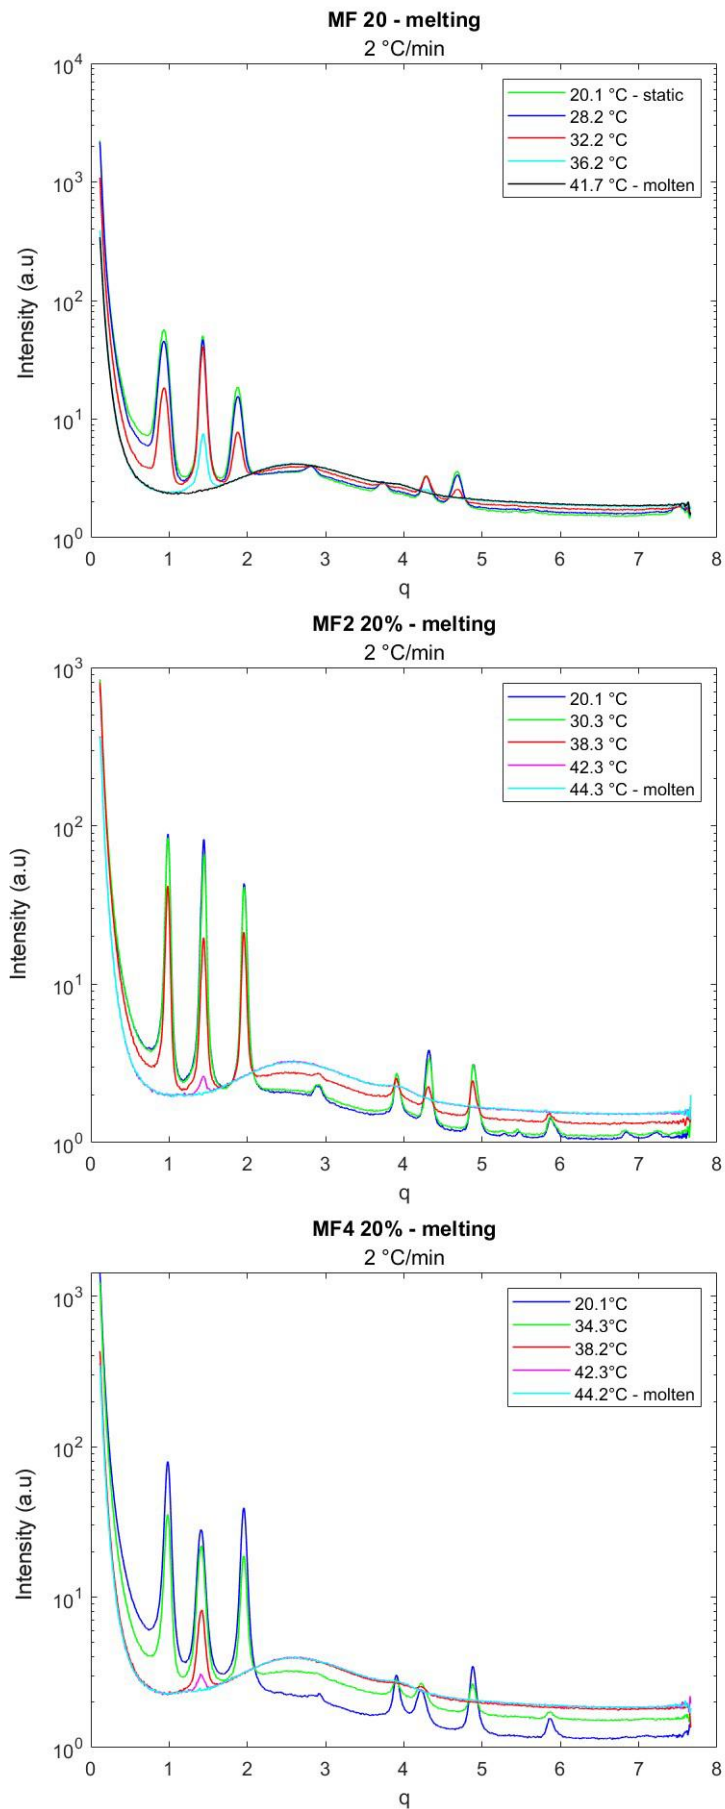 MF 20 - melting
2 °C/min
10^4
10^3
10^2
10^1
10^0
Intensity (a.u)
20.1 °C - static
28.2 °C
32.2 °C
36.2 °C
41.7 °C - molten
0 1 2 3 4 5 6 7 8
q
MF2 20% - melting
2 °C/min
10^3
10^2
10^1
10^0
Intensity (a.u)
20.1 °C
30.3 °C
38.3 °C
42.3 °C
44.3 °C - molten
0 1 2 3 4 5 6 7 8
q
MF4 20% - melting
2 °C/min
10^3
10^2
10^1
10^0
Intensity (a.u)
20.1°C
34.3°C
38.2°C
42.3°C
44.2°C - molten
0 1 2 3 4 5 6 7 8
q